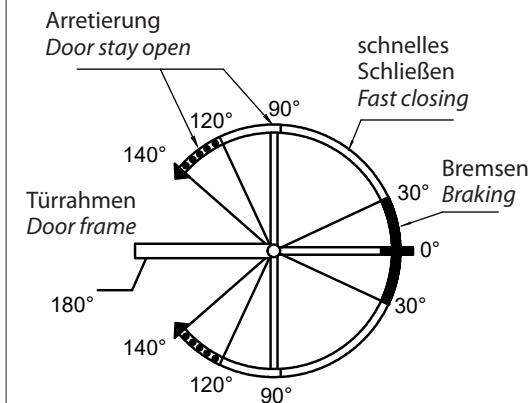 Arretierung
Door stay open
schnelles
Schließen
Fast closing
90°
120°
140°
30°
Bremsen
Braking
Türrahmen
Door frame
0°
180°
30°
140°
120°
90°